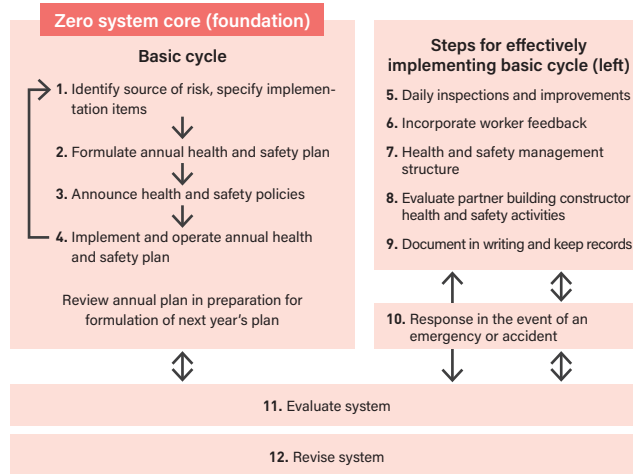 Zero system core (foundation)
Basic cycle
1. Identify source of risk, specify implemen-
tation items
2. Formulate annual health and safety plan
3. Announce health and safety policies
4. Implement and operate annual health
and safety plan
Review annual plan in preparation for
formulation of next year's plan
Steps for effectively
implementing basic cycle (left)
5. Daily inspections and improvements
6. Incorporate worker feedback
7. Health and safety management
structure
8. Evaluate partner building constructor
health and safety activities
9. Document in writing and keep records
10. Response in the event of an
emergency or accident
11. Evaluate system
12. Revise system